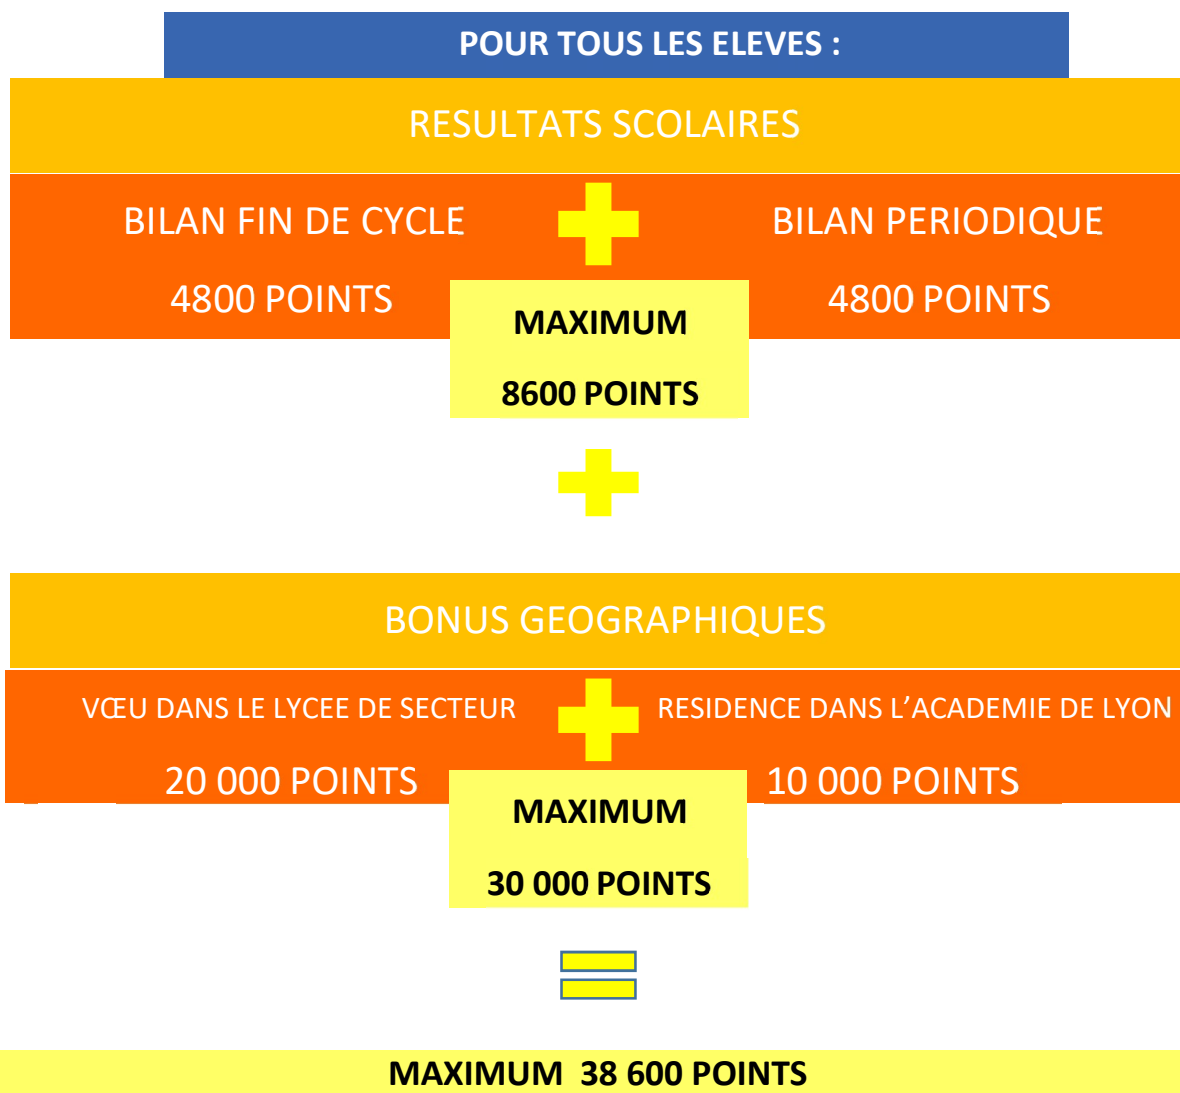 POUR TOUS LES ELEVES :
RESULTATS SCOLAIRES
BILAN FIN DE CYCLE
4800 POINTS
BILAN PERIODIQUE
4800 POINTS
MAXIMUM
8600 POINTS
BONUS GEOGRAPHIQUES
VŒU DANS LE LYCEE DE SECTEUR
20 000 POINTS
RESIDENCE DANS L’ACADEMIE DE LYON
10 000 POINTS
MAXIMUM
30 000 POINTS
MAXIMUM 38 600 POINTS